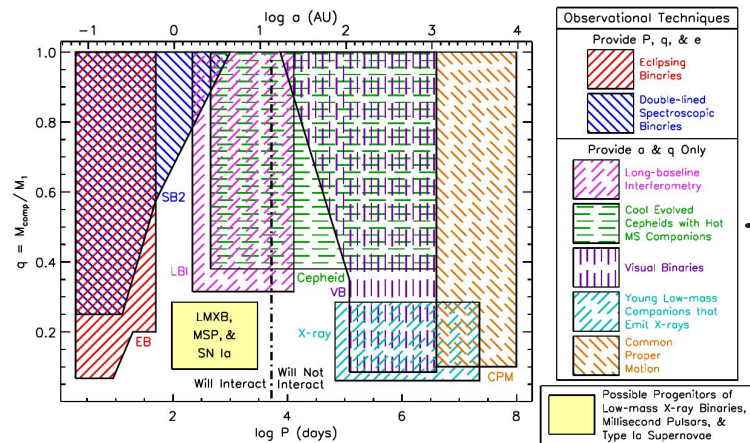 log a (AU)
−1 0 1 2 3 4
1.0
0.8
0.6
0.4
0.2
q = Mcomp/M1
SB2
LBI
EB
Cepheid
VB
X-ray
CPM
LMXB,
MSP, &
SN Ia
Will Interact
Will Not
Interact
0 2 4 6 8
log P (days)
Observational Techniques
Provide P, q, & e
Eclipsing
Binaries
Double-lined
Spectroscopic
Binaries
Provide a & q Only
Long-baseline
Interferometry
Cool Evolved
Cepheids with Hot
MS Companions
Visual Binaries
Young Low-mass
Companions that
Emit X-rays
Common
Proper
Motion
Possible Progenitors of
Low-mass X-ray Binaries,
Millisecond Pulsars, &
Type Ia Supernovae